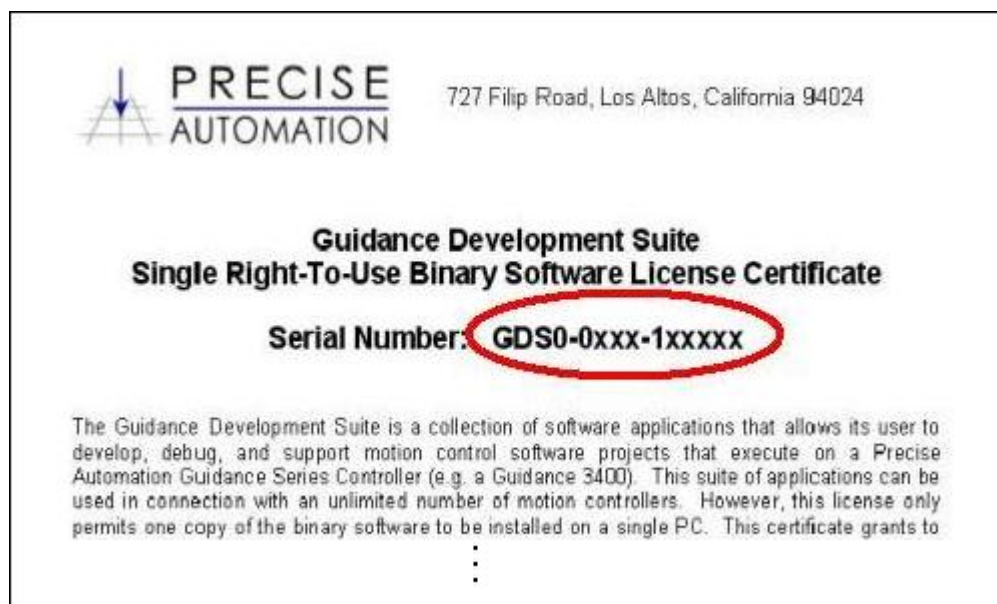 PRECISE
AUTOMATION
727 Filip Road, Los Altos, California 94024
Guidance Development Suite
Single Right-To-Use Binary Software License Certificate
Serial Number: GDS0-0xxx-1xxxxx
The Guidance Development Suite is a collection of software applications that allows its user to
develop, debug, and support motion control software projects that execute on a Precise
Automation Guidance Series Controller (e.g. a Guidance 3400). This suite of applications can be
used in connection with an unlimited number of motion controllers. However, this license only
permits one copy of the binary software to be installed on a single PC. This certificate grants to